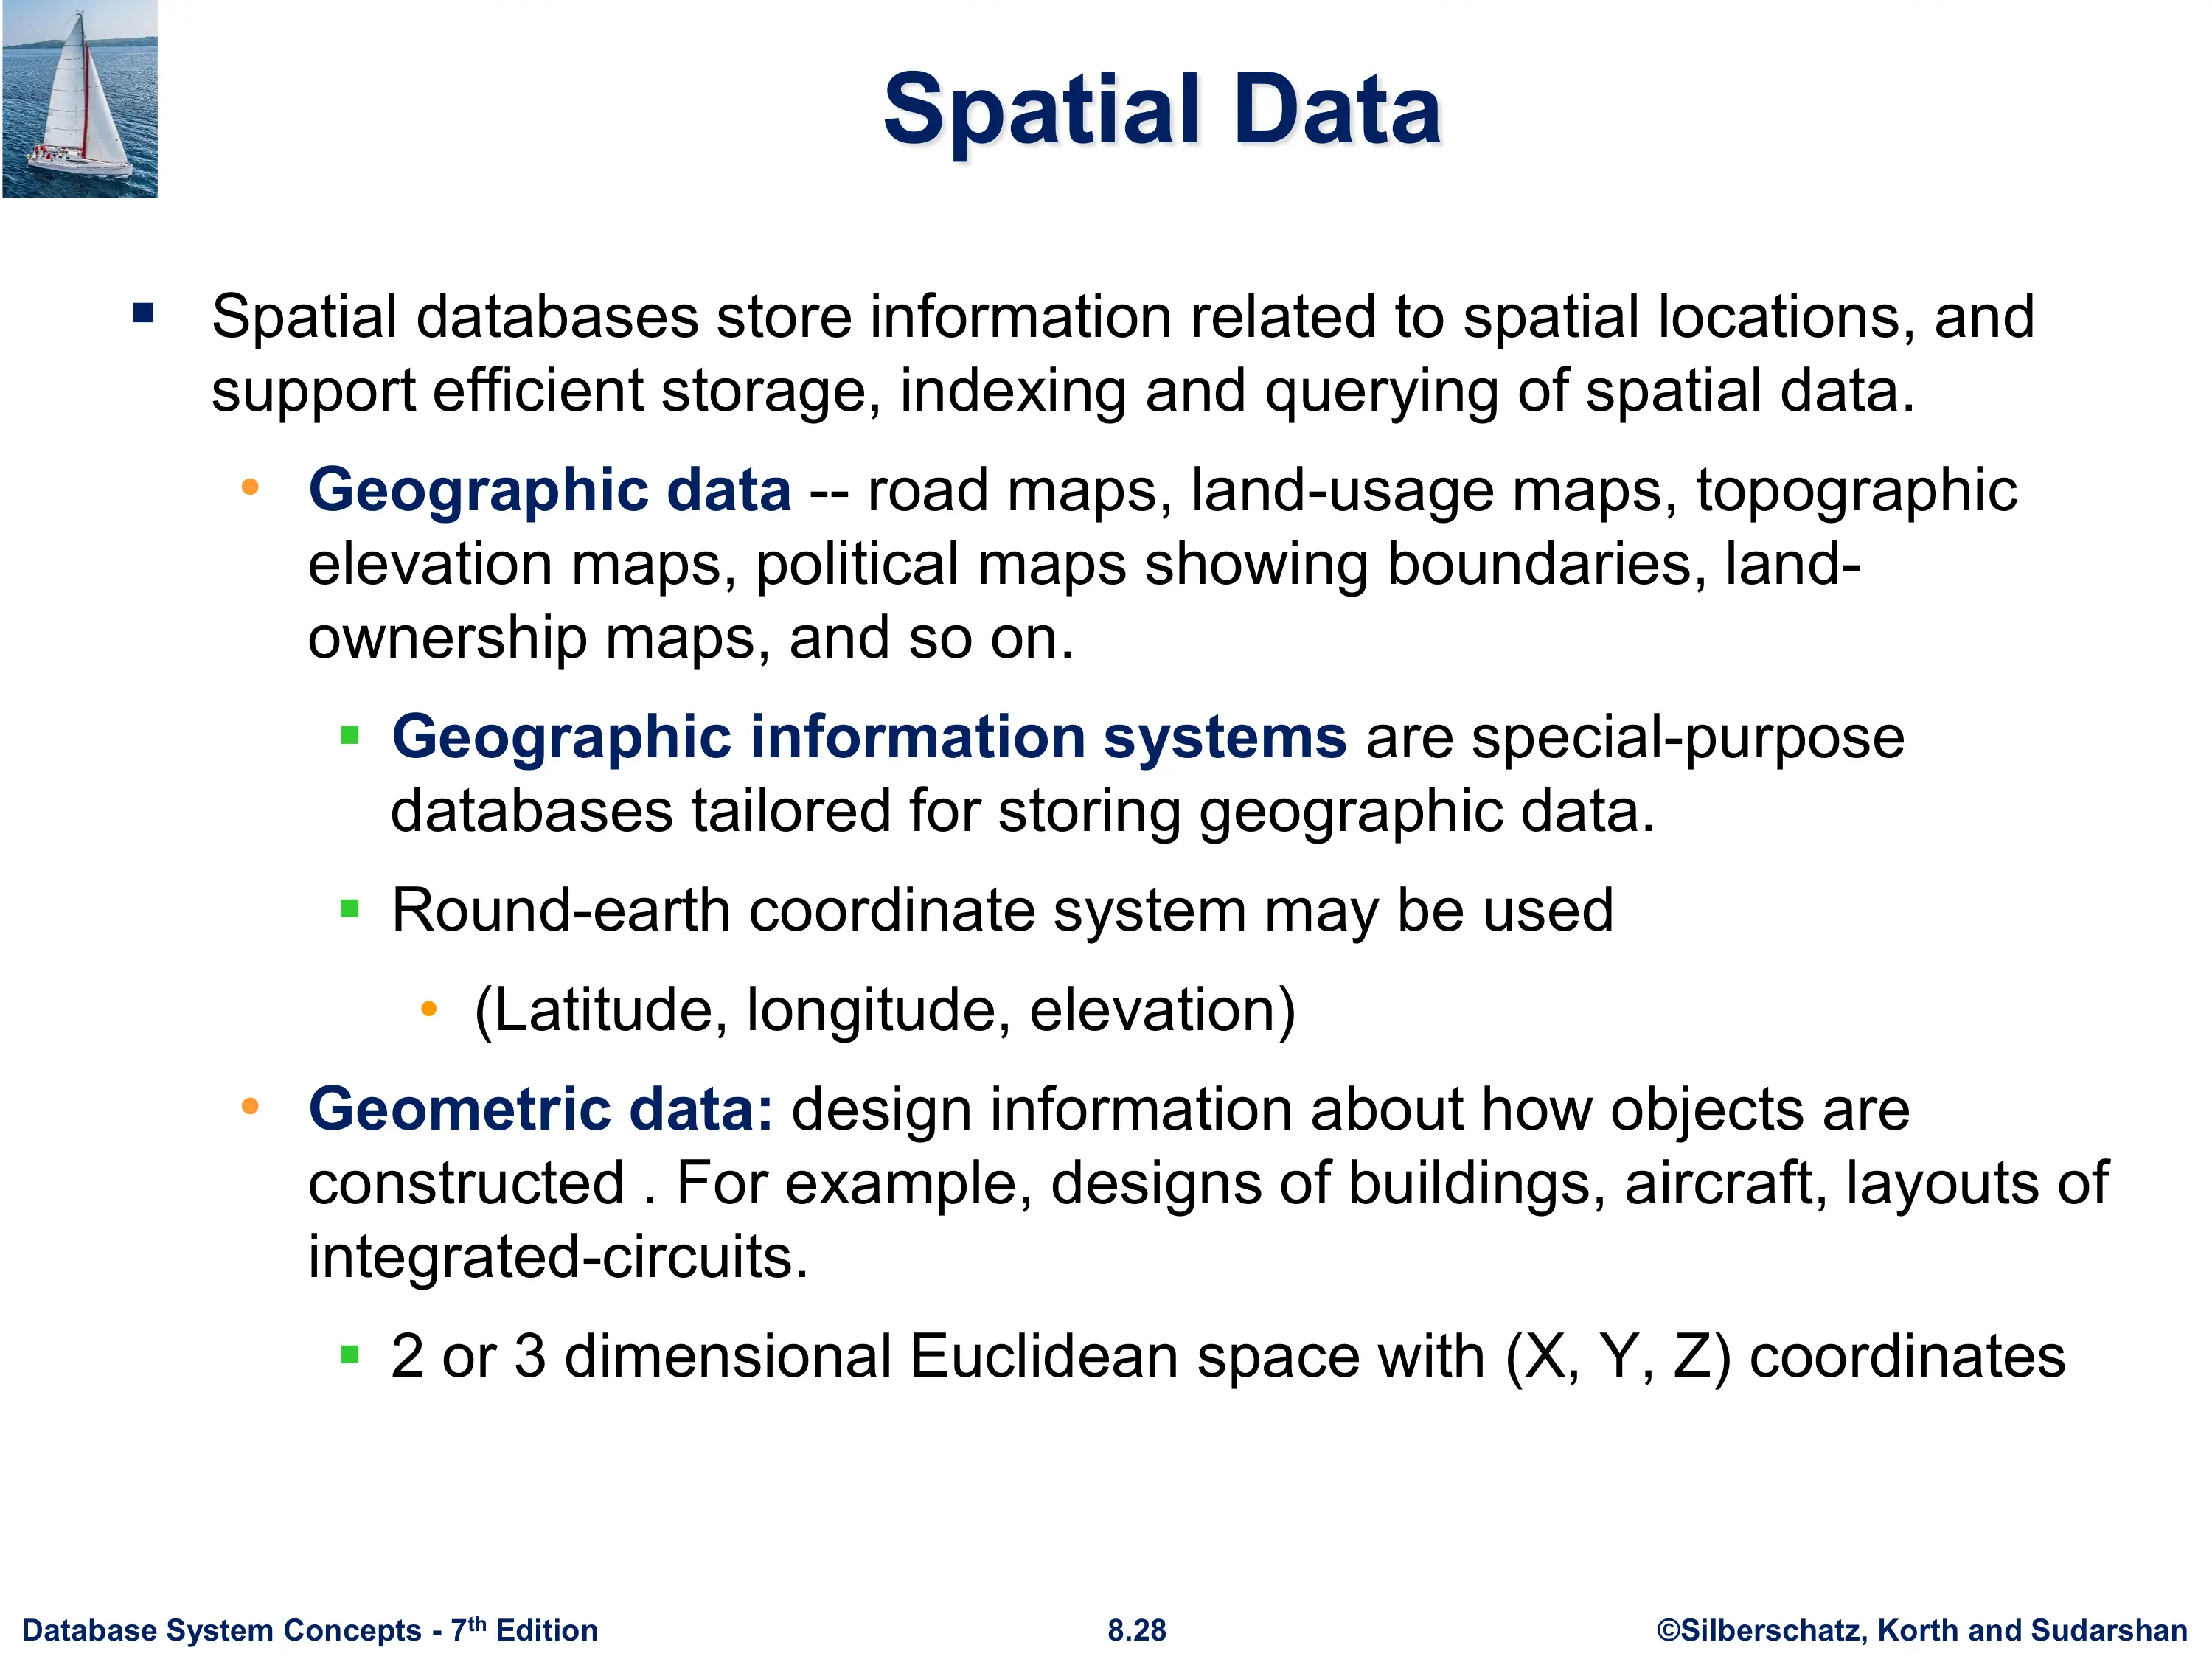 Spatial Data
▪ Spatial databases store information related to spatial locations, and
support efficient storage, indexing and querying of spatial data.
• Geographic data -- road maps, land-usage maps, topographic
elevation maps, political maps showing boundaries, land-
ownership maps, and so on.
▪ Geographic information systems are special-purpose
databases tailored for storing geographic data.
▪ Round-earth coordinate system may be used
• (Latitude, longitude, elevation)
• Geometric data: design information about how objects are
constructed . For example, designs of buildings, aircraft, layouts of
integrated-circuits.
▪ 2 or 3 dimensional Euclidean space with (X, Y, Z) coordinates
Database System Concepts - 7th Edition
8.28
©Silberschatz, Korth and Sudarshan